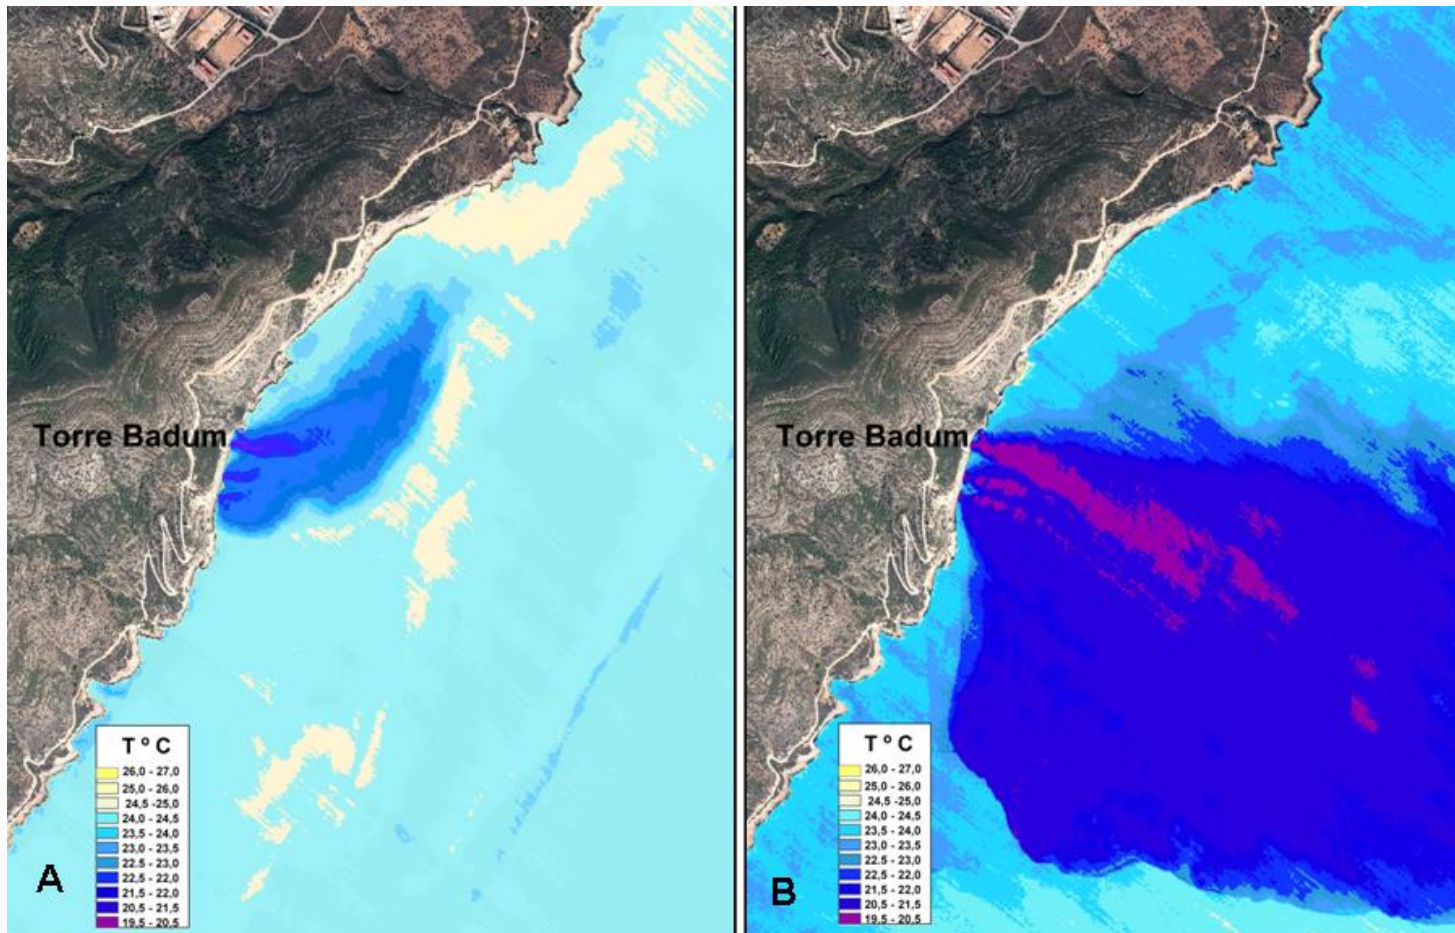 Torre Badum
T º C
26,0 - 27,0
25,0 - 26,0
24,5 -25,0
24,0 - 24,5
23,5 - 24,0
23,0 - 23,5
22,5 - 23,0
22,5 - 22,0
21,5 - 22,0
20,5 - 21,5
19,5 - 20,5
A
Torre Badum
T º C
26,0 - 27,0
25,0 - 26,0
24,5 -25,0
24,0 - 24,5
23,5 - 24,0
23,0 - 23,5
22,5 - 23,0
22,5 - 22,0
21,5 - 22,0
20,5 - 21,5
19,5 - 20,5
B